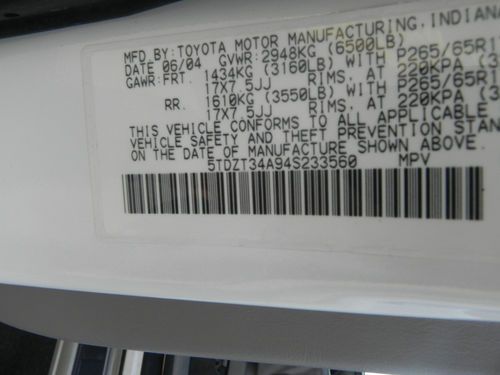 MFD.BY:TOYOTA MOTOR MANUFACTURING,INDIANA
DATE 06/04 GVWR:2948KG (6500LB)
GAWR:FRT. 1434KG (3160LB) WITH P265/65R1
17X7.5JJ RIMS, AT 220KPA (3
RR. 1610KG (3550LB) WITH P265/65R1
17X7.5JJ RIMS, AT 220KPA (3
THIS VEHICLE CONFORMS TO ALL APPLICABLE
VEHICLE SAFETY AND THEFT PREVENTION STAN
ON THE DATE OF MANUFACTURE SHOWN ABOVE.
5TDZT34A94S233560 MPV